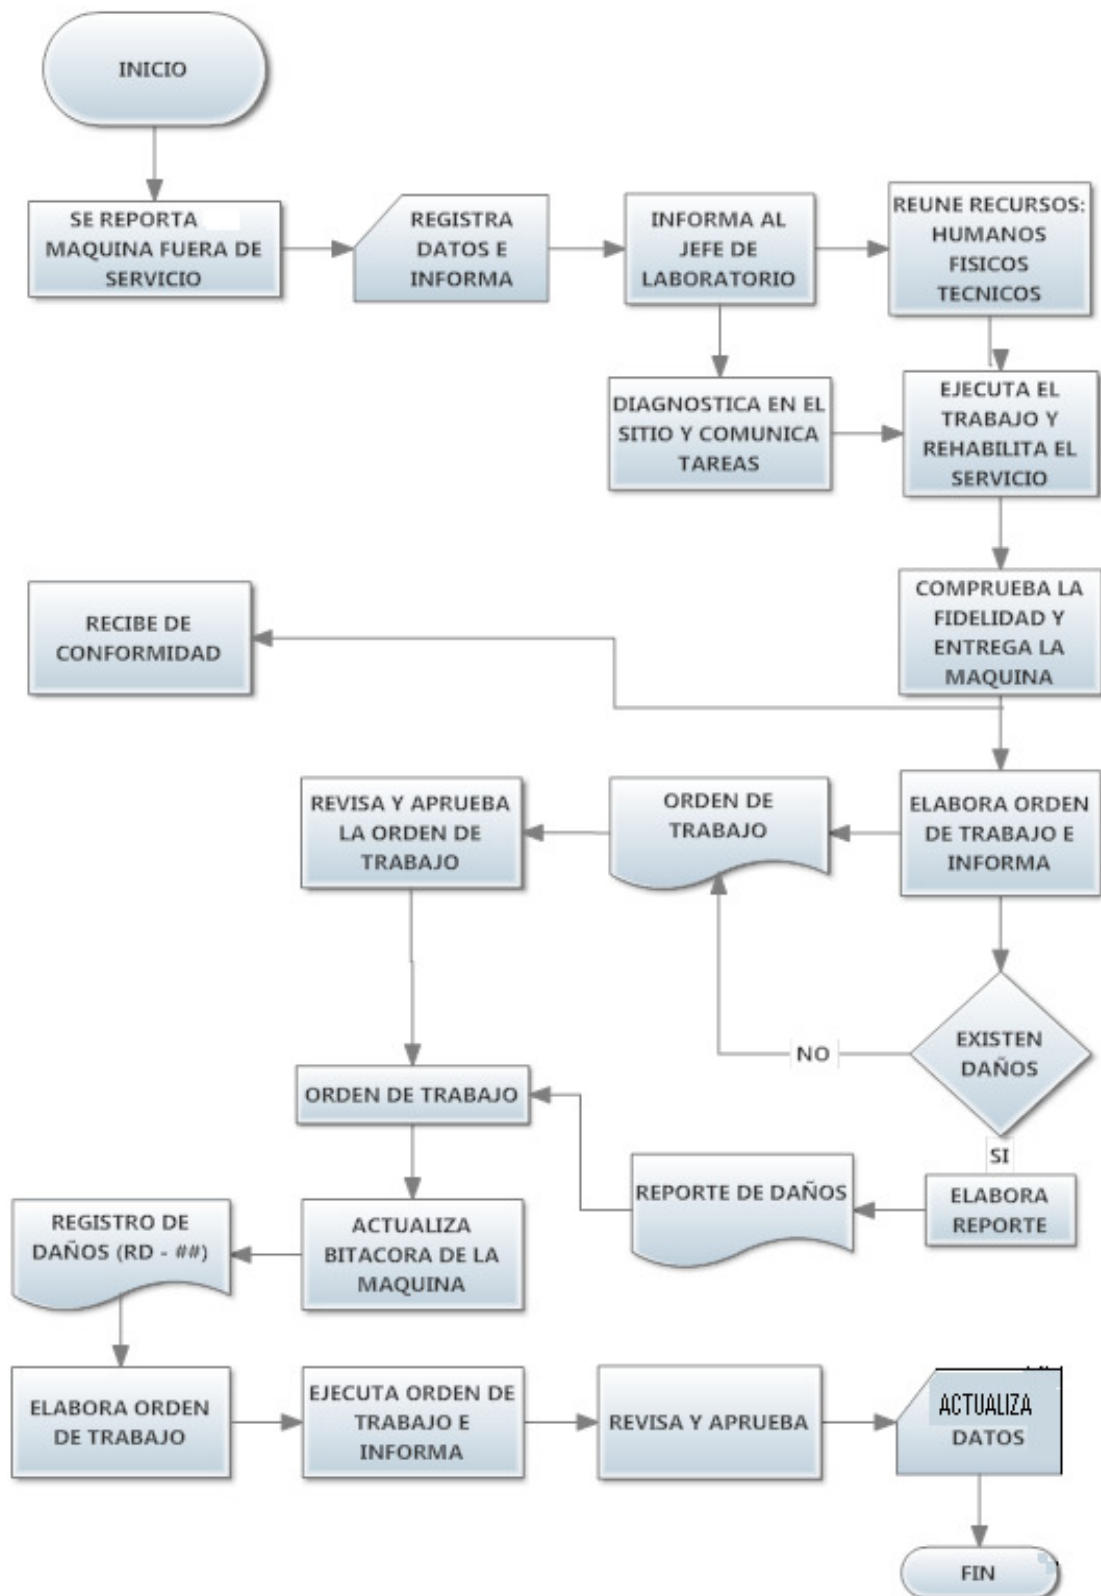 INICIO
SE REPORTA
MAQUINA FUERA DE
SERVICIO
REGISTRA
DATOS E
INFORMA
INFORMA AL
JEFE DE
LABORATORIO
REUNE RECURSOS:
HUMANOS
FISICOS
TECNICOS
DIAGNOSTICA EN EL
SITIO Y COMUNICA
TAREAS
EJECUTA EL
TRABAJO Y
REHABILITA EL
SERVICIO
COMPRUEBA LA
FIDELIDAD Y
ENTREGA LA
MAQUINA
RECIBE DE
CONFORMIDAD
ELABORA ORDEN
DE TRABAJO E
INFORMA
ORDEN DE
TRABAJO
REVISA Y APRUEBA
LA ORDEN DE
TRABAJO
EXISTEN
DAÑOS
NO
SI
ELABORA
REPORTE
REPORTE DE DAÑOS
ORDEN DE TRABAJO
ACTUALIZA
BITACORA DE LA
MAQUINA
REGISTRO DE
DAÑOS (RD - ##)
ELABORA ORDEN
DE TRABAJO
EJECUTA ORDEN DE
TRABAJO E
INFORMA
REVISA Y APRUEBA
ACTUALIZA
DATOS
FIN